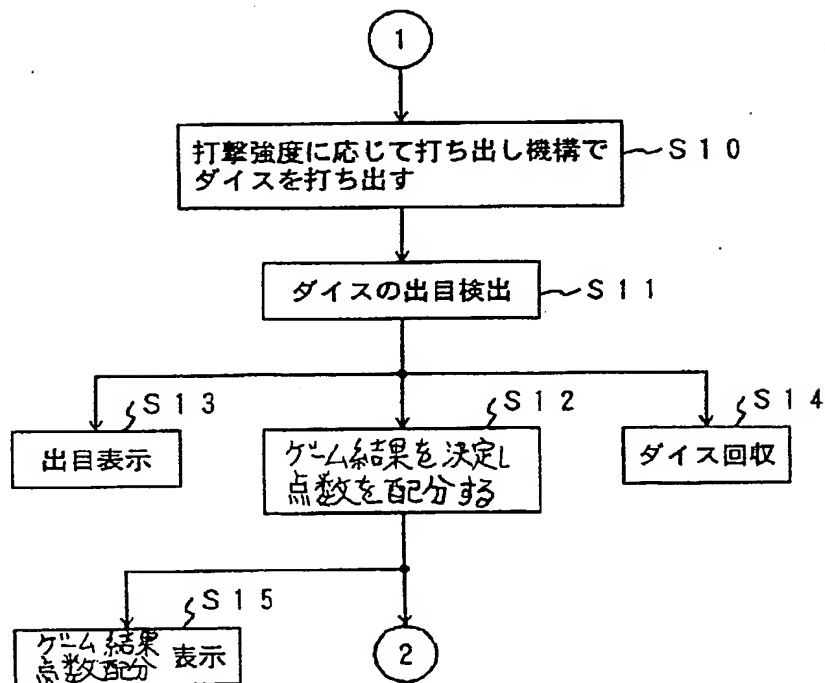 1
打撃強度に応じて打ち出し機構で
ダイスを打ち出す
S10
ダイスの出目検出
S11
S13
出目表示
S12
ゲーム結果を決定し
点数を配分する
S14
ダイス回収
S15
ゲーム結果
点数配分 表示
2